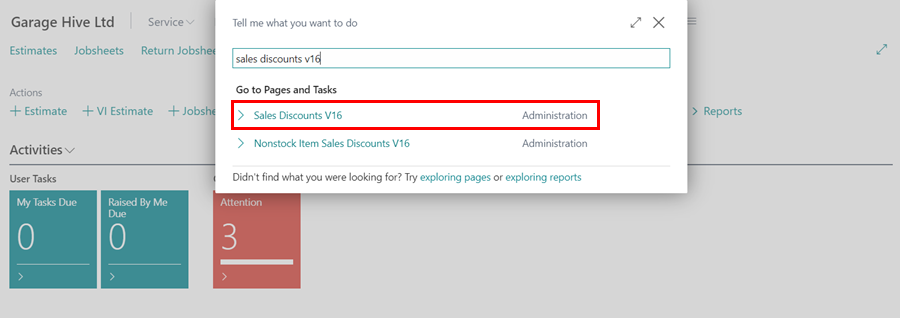 Garage Hive Ltd
Service
Tell me what you want to do
Estimates Jobsheets Return Jobshee
sales discounts v16
Go to Pages and Tasks
Actions
+ Estimate + VI Estimate + Jobshe
Sales Discounts V16 Administration
> Reports
Nonstock Item Sales Discounts V16 Administration
Activities
Didn't find what you were looking for? Try exploring pages or exploring reports
User Tasks
My Tasks Due
0
Raised By Me Due
0
Attention
3